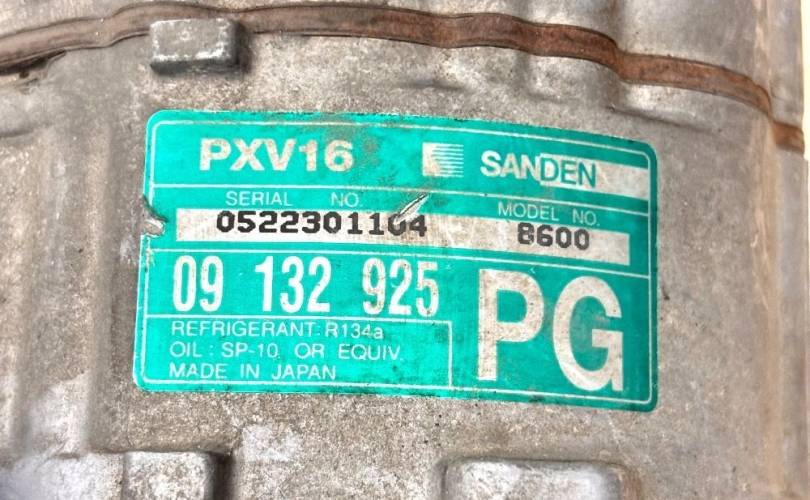 PXV16 SANDEN
SERIAL NO. MODEL NO.
0522301104 8600
09 132 925 PG
REFRIGERANT: R134a
OIL : SP-10. OR EQUIV.
MADE IN JAPAN